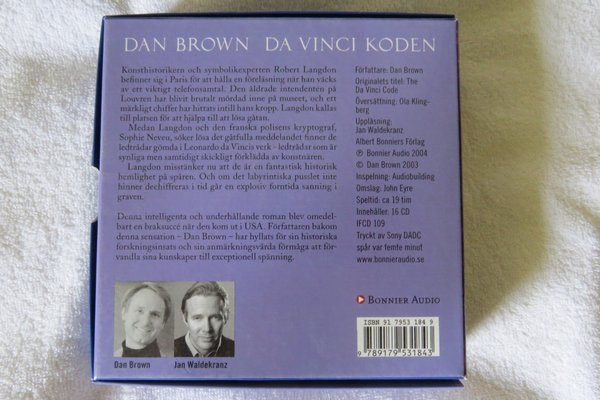 DAN BROWN DA VINCI KODEN
Konsthistorikern och symbolikexperten Robert Langdon
befinner sig i Paris för att hålla en föreläsning när han väcks
av ett viktigt telefonsamtal. Den åldrade intendenten på
Louvren har blivit brutalt mördad inne på museet, och ett
märkligt chiffer har hittats intill hans kropp. Langdon kallas
till platsen för att hjälpa till att lösa gåtan.
Medan Langdon och den franska polisens kryptograf,
Sophie Neveu, söker lösa det gåtfulla meddelandet finner de
ledtrådar gömda i Leonardo da Vincis verk - ledtrådar som är
synliga men samtidigt skickligt förklädda av konstnären.
Langdon misstänker nu att de är en fantastisk historisk
hemlighet på spåren. Och om det labyrintiska pusslet inte
hinner dechiffreras i tid går en explosiv forntida sanning i
graven.
Denna intelligenta och underhållande roman blev omedel-
bart en braksuccé när den kom ut i USA. Författaren bakom
denna sensation – Dan Brown – har hyllats för sin historiska
forskningsinsats och sin anmärkningsvärda förmåga att för-
vandla sina kunskaper till exceptionell spänning.
Dan Brown
Jan Waldekranz
Författare: Dan Brown
Originalets titel: The
Da Vinci Code
Översättning: Ola Kling-
berg
Uppläsning:
Jan Waldekranz
Albert Bonniers Förlag
℗ Bonnier Audio 2004
© Dan Brown 2003
Inspelning: Audiobuilding
Omslag: John Eyre
Speltid: ca 19 tim
Innehåller: 16 CD
IFCD 109
Tryckt av Sony DADC
spår var femte minut
www.bonnieraudio.se
BONNIER AUDIO
ISBN 91 7953 184 9
9 789179 531843